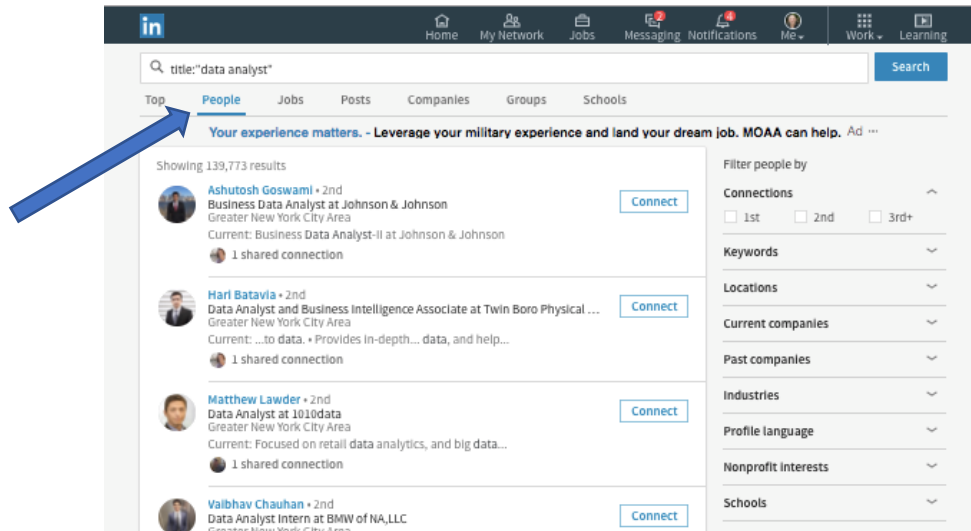 in
2 4
Home My Network Jobs Messaging Notifications Me Work Learning
title:"data analyst"
Search
Top People Jobs Posts Companies Groups Schools
Your experience matters. - Leverage your military experience and land your dream job. MOAA can help. Ad ...
Showing 139,773 results
Ashutosh Goswami • 2nd
Business Data Analyst at Johnson & Johnson
Greater New York City Area
Current: Business Data Analyst-II at Johnson & Johnson
1 shared connection
Connect
Hari Batavia • 2nd
Data Analyst and Business Intelligence Associate at Twin Boro Physical ...
Greater New York City Area
Current: ...to data. • Provides in-depth... data, and help...
1 shared connection
Connect
Matthew Lawder • 2nd
Data Analyst at 1010data
Greater New York City Area
Current: Focused on retail data analytics, and big data...
1 shared connection
Connect
Vaibhav Chauhan • 2nd
Data Analyst Intern at BMW of NA,LLC
Greater New York City Area
Connect
Filter people by
Connections
1st 2nd 3rd+
Keywords
Locations
Current companies
Past companies
Industries
Profile language
Nonprofit interests
Schools